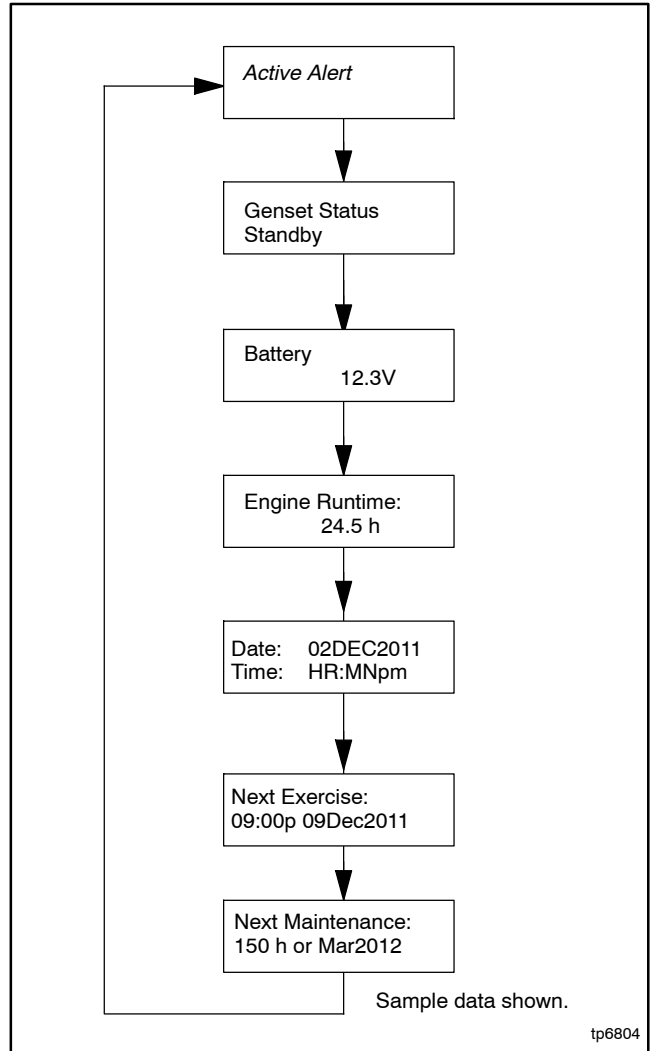 Active Alert
Genset Status
Standby
Battery
12.3V
Engine Runtime:
24.5 h
Date: 02DEC2011
Time: HR:MNpm
Next Exercise:
09:00p 09Dec2011
Next Maintenance:
150 h or Mar2012
Sample data shown.
tp6804